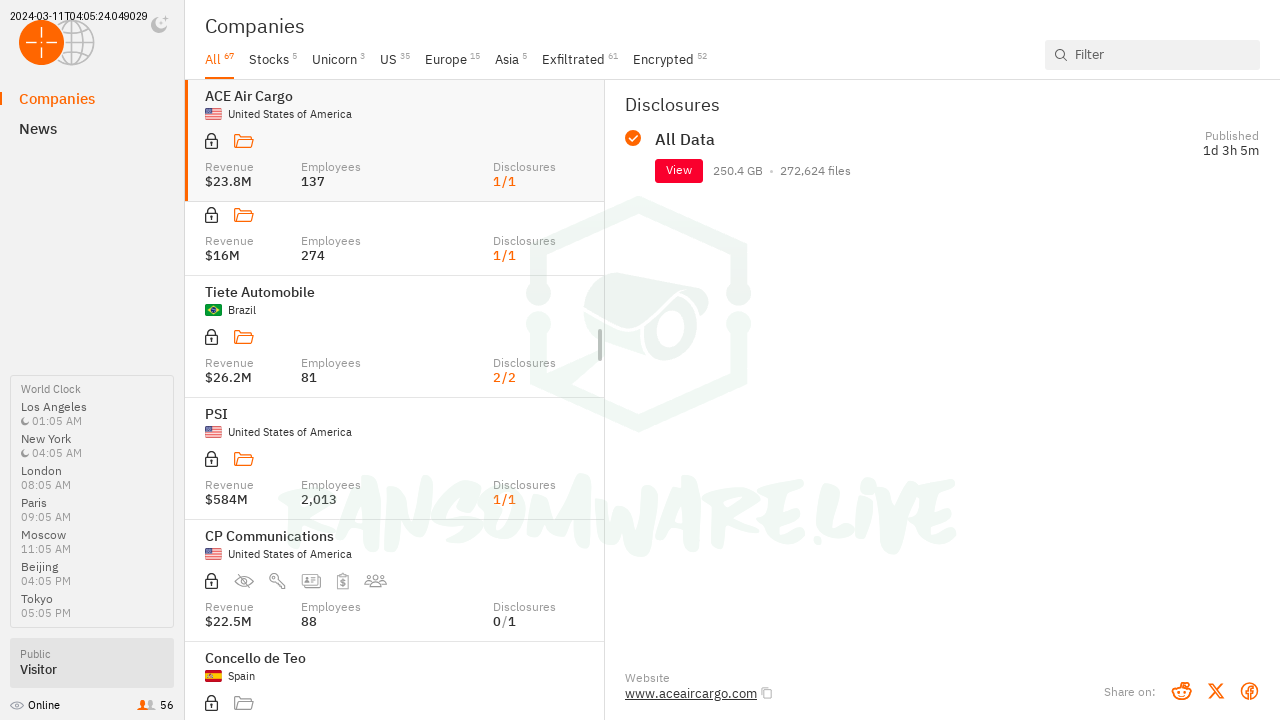 2024-03-11T04:05:24.049029
Companies
News
World Clock
Los Angeles
01:05 AM
New York
04:05 AM
London
08:05 AM
Paris
09:05 AM
Moscow
11:05 AM
Beijing
04:05 PM
Tokyo
05:05 PM
Public
Visitor
Online 56
Companies
All 67 Stocks 5 Unicorn 3 US 35 Europe 15 Asia 5 Exfiltrated 61 Encrypted 52
Filter
ACE Air Cargo
United States of America
Revenue Employees Disclosures
$23.8M 137 1/1
Revenue Employees Disclosures
$16M 274 1/1
Tiete Automobile
Brazil
Revenue Employees Disclosures
$26.2M 81 2/2
PSI
United States of America
Revenue Employees Disclosures
$584M 2,013 1/1
CP Communications
United States of America
Revenue Employees Disclosures
$22.5M 88 0/1
Concello de Teo
Spain
Disclosures
All Data
Published
1d 3h 5m
View 250.4 GB • 272,624 files
RANSOMWARE.LIVE
Website
www.aceaircargo.com
Share on: